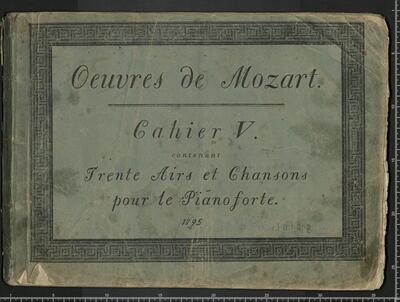 Oeuvres de Mozart.
Cahier V.
contenant
Trente Airs et Chansons
pour le Pianoforte.
1795